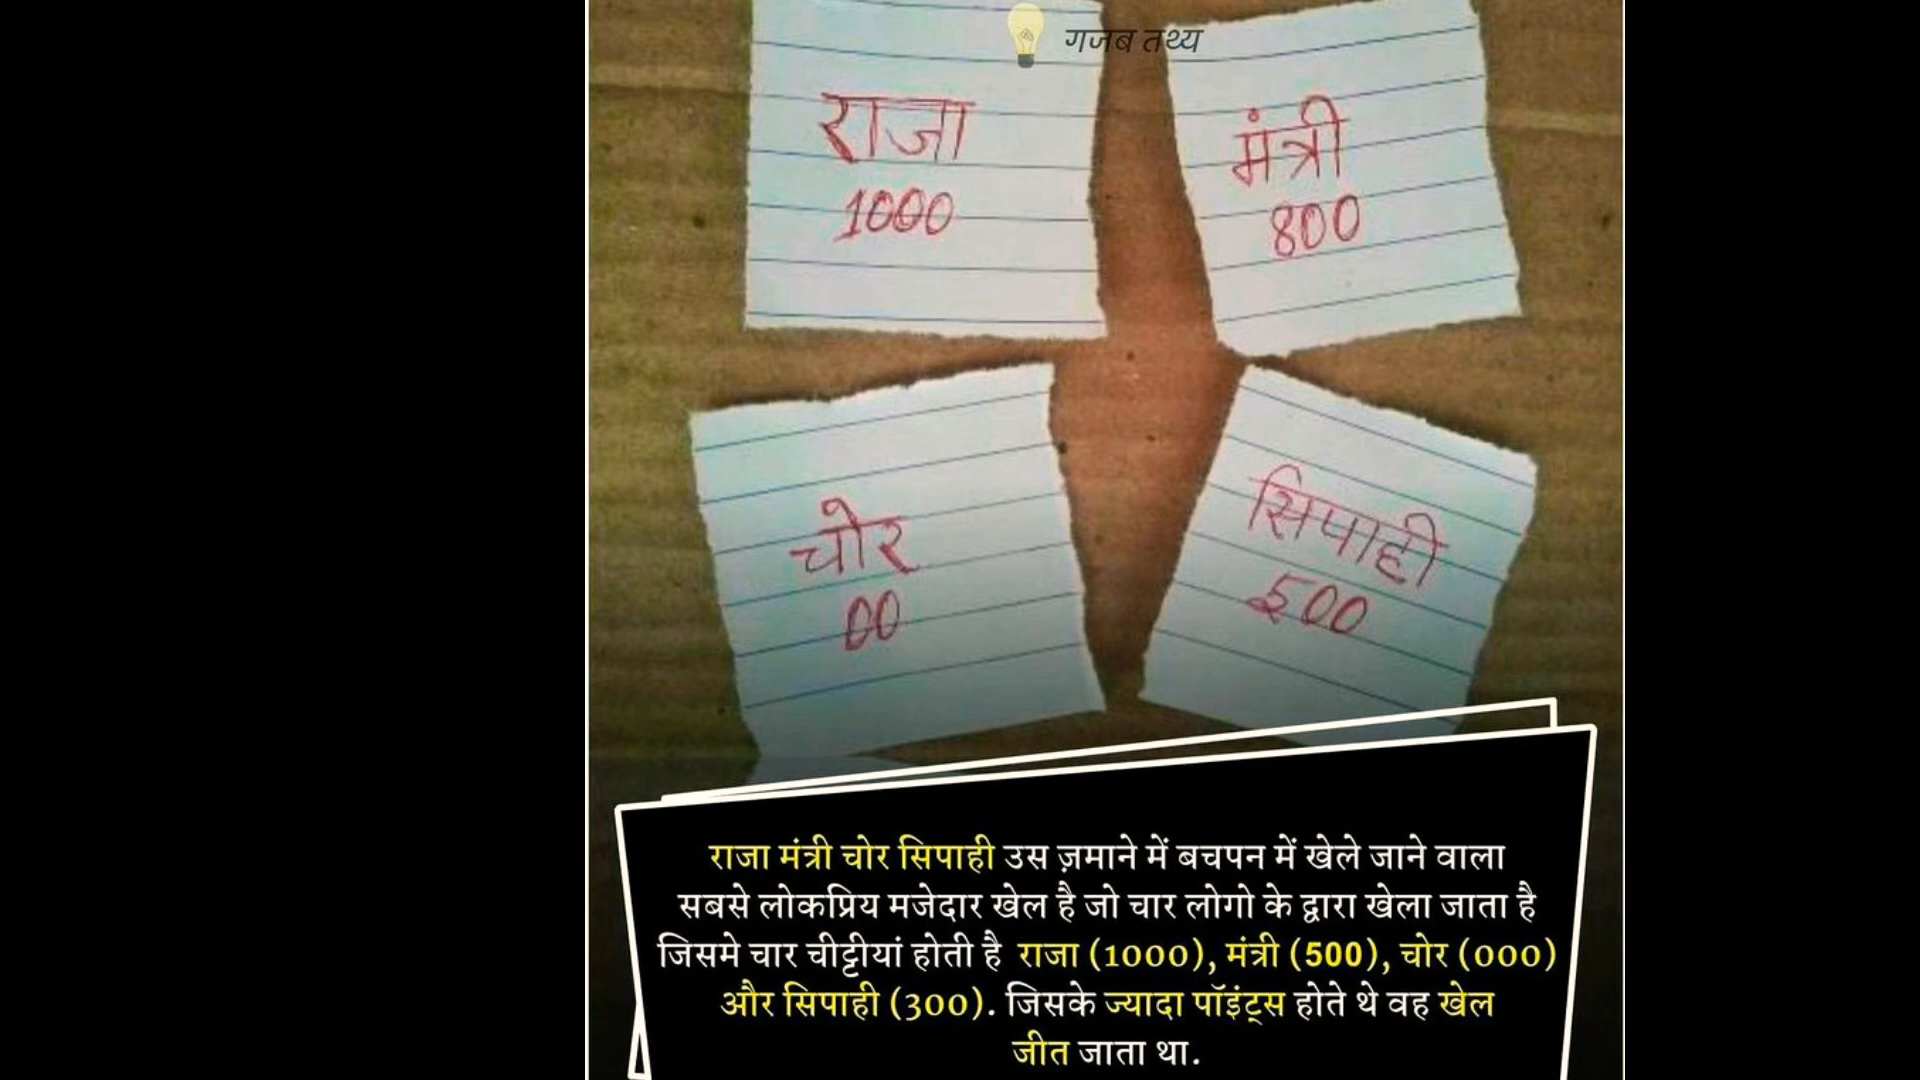 गजब तथ्य
राजा
1000
मंत्री
800
चोर
00
सिपाही
500
राजा मंत्री चोर सिपाही उस ज़माने में बचपन में खेले जाने वाला
सबसे लोकप्रिय मजेदार खेल है जो चार लोगो के द्वारा खेला जाता है
जिसमे चार चीट्टीयां होती है राजा (1000), मंत्री (500), चोर (000)
और सिपाही (300). जिसके ज्यादा पॉइंट्स होते थे वह खेल
जीत जाता था.